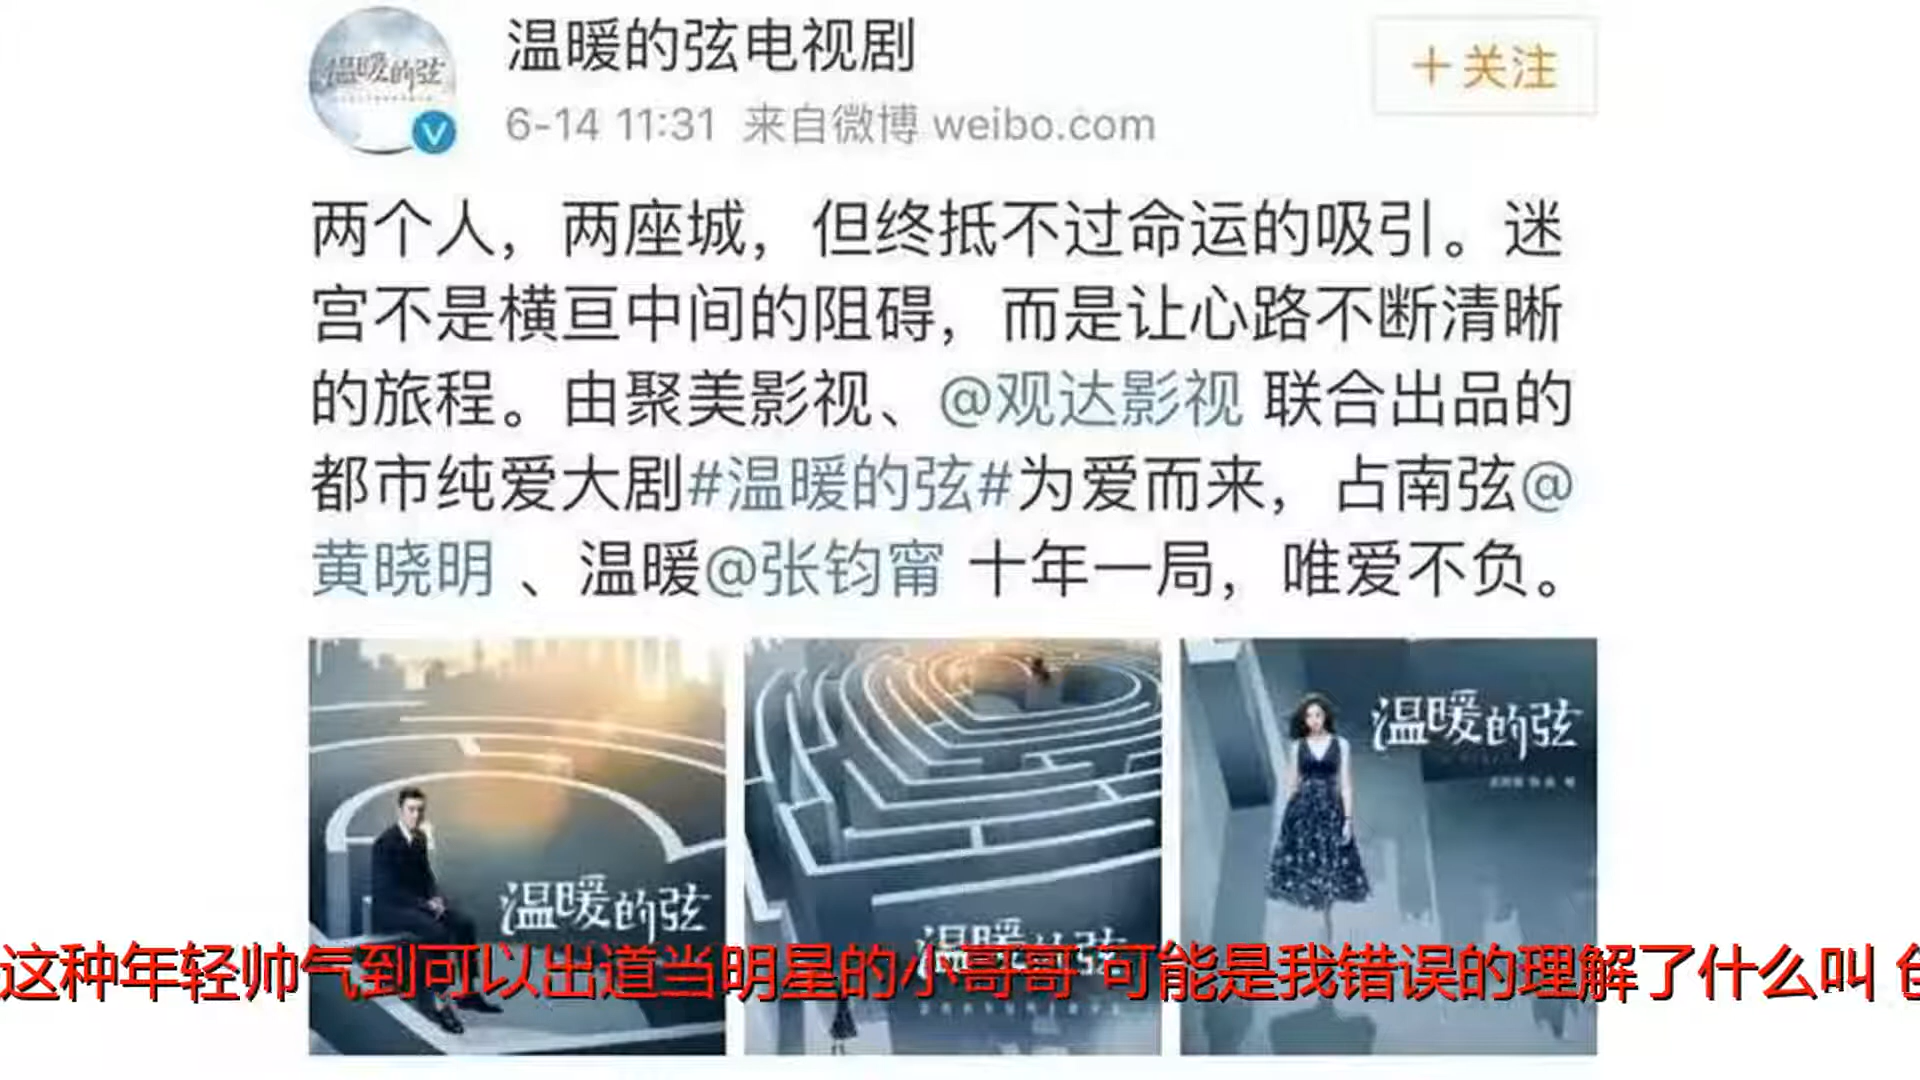 温暖的弦
温暖的弦电视剧
+关注
6-14 11:31 来自微博 weibo.com
两个人，两座城，但终抵不过命运的吸引。迷
宫不是横亘中间的阻碍，而是让心路不断清晰
的旅程。由聚美影视、@观达影视 联合出品的
都市纯爱大剧#温暖的弦#为爱而来，占南弦@
黄晓明 、温暖@张钧甯 十年一局，唯爱不负。
温暖的弦
温暖的弦
温暖的弦
这种年轻帅气到可以出道当明星的小哥哥 可能是我错误的理解了什么叫